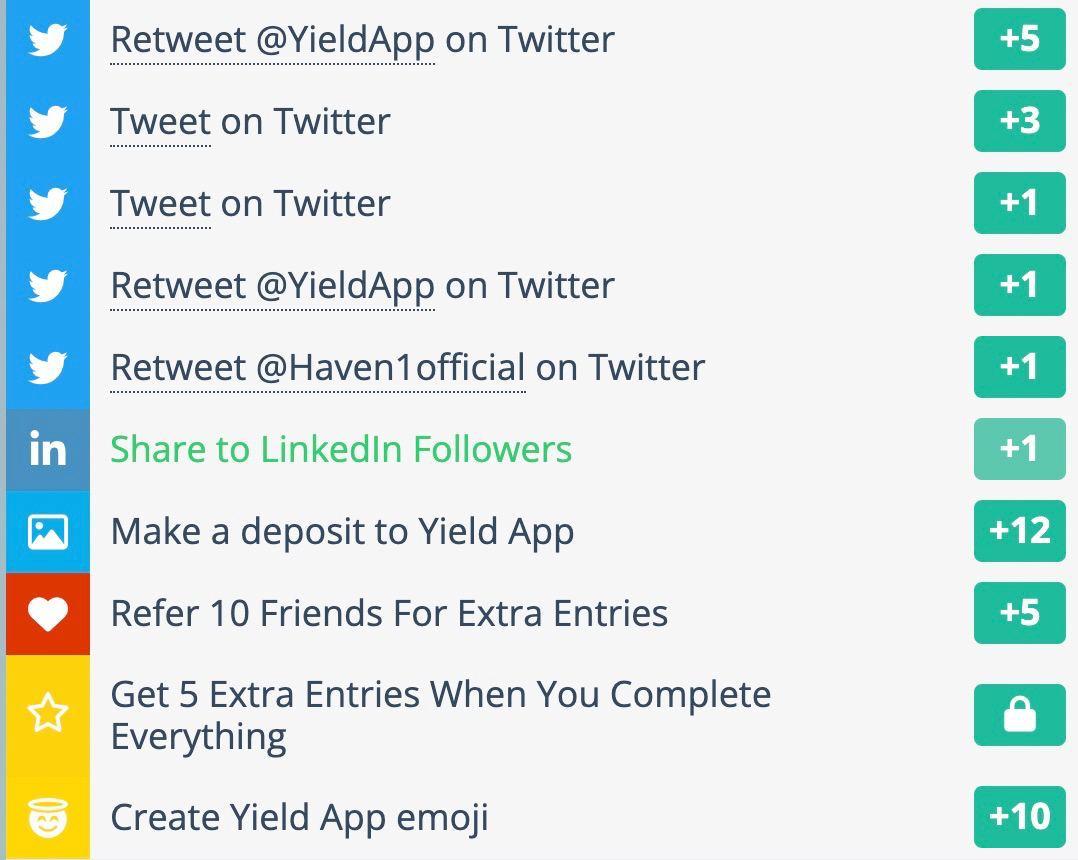 Retweet @YieldApp on Twitter +5
Tweet on Twitter +3
Tweet on Twitter +1
Retweet @YieldApp on Twitter +1
Retweet @Haven1official on Twitter +1
in Share to LinkedIn Followers +1
Make a deposit to Yield App +12
Refer 10 Friends For Extra Entries +5
Get 5 Extra Entries When You Complete
Everything
Create Yield App emoji +10